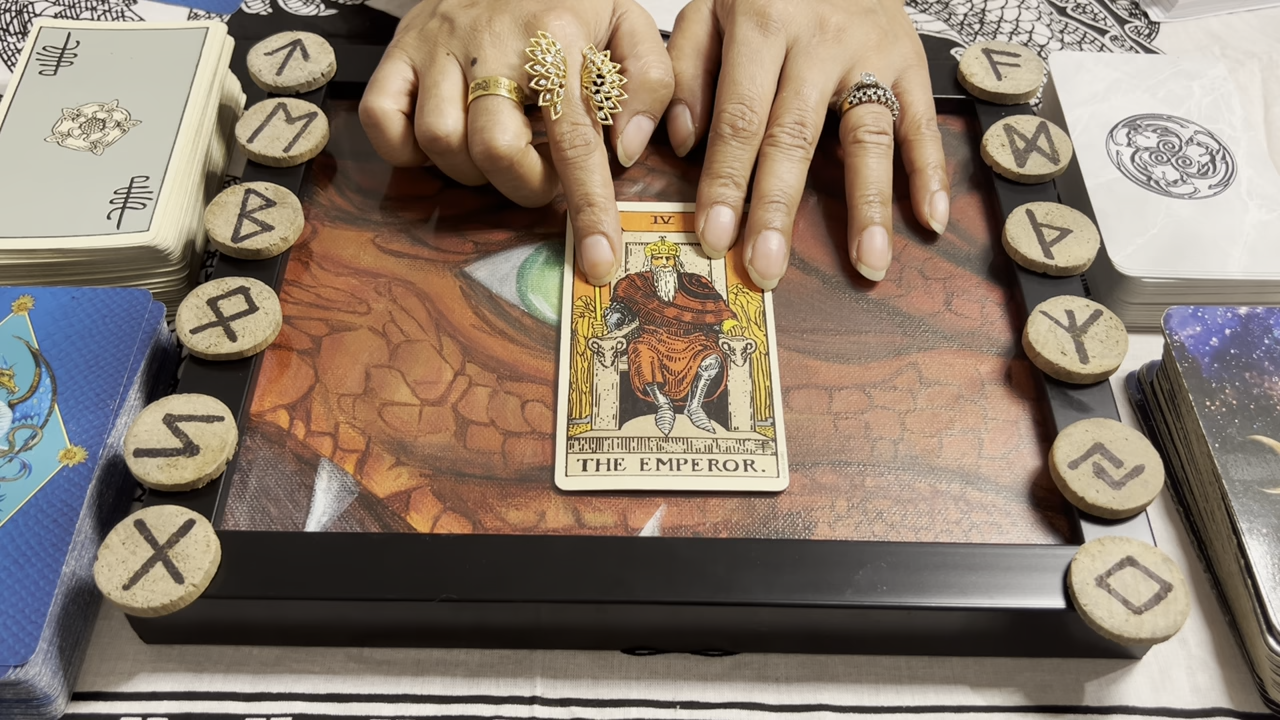 ᛏ
ᛖ
ᛒ
ᛟ
ᛊ
ᚷ
IV
THE EMPEROR.
ᚨ
ᛞ
ᚦ
ᛉ
ᛃ
ᛜ